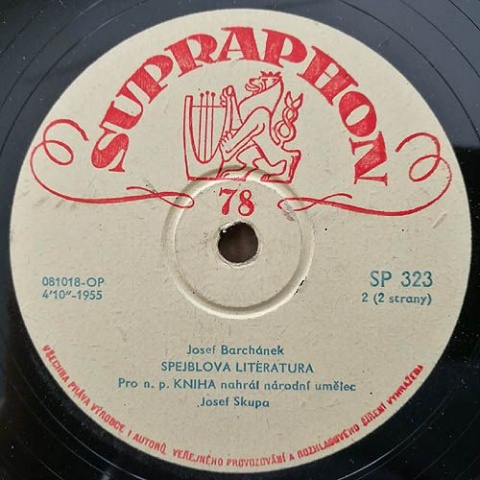 SUPRAPHON
78
081018-OP
4'10"-1955
SP 323
2 (2 strany)
Josef Barchánek
SPEJBLOVA LITERATURA
Pro n. p. KNIHA nahrál národní umělec
Josef Skupa
VŠECHNA PRÁVA VÝROBCE I AUTORŮ, VEŘEJNÉHO PROVOZOVÁNÍ A ROZHLASOVÉHO ŠÍŘENÍ VYHRAŽENA